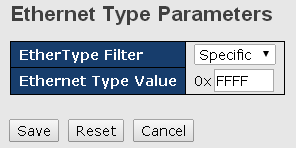 Ethernet Type Parameters
EtherType Filter Specific
Ethernet Type Value 0x FFFF
Save Reset Cancel